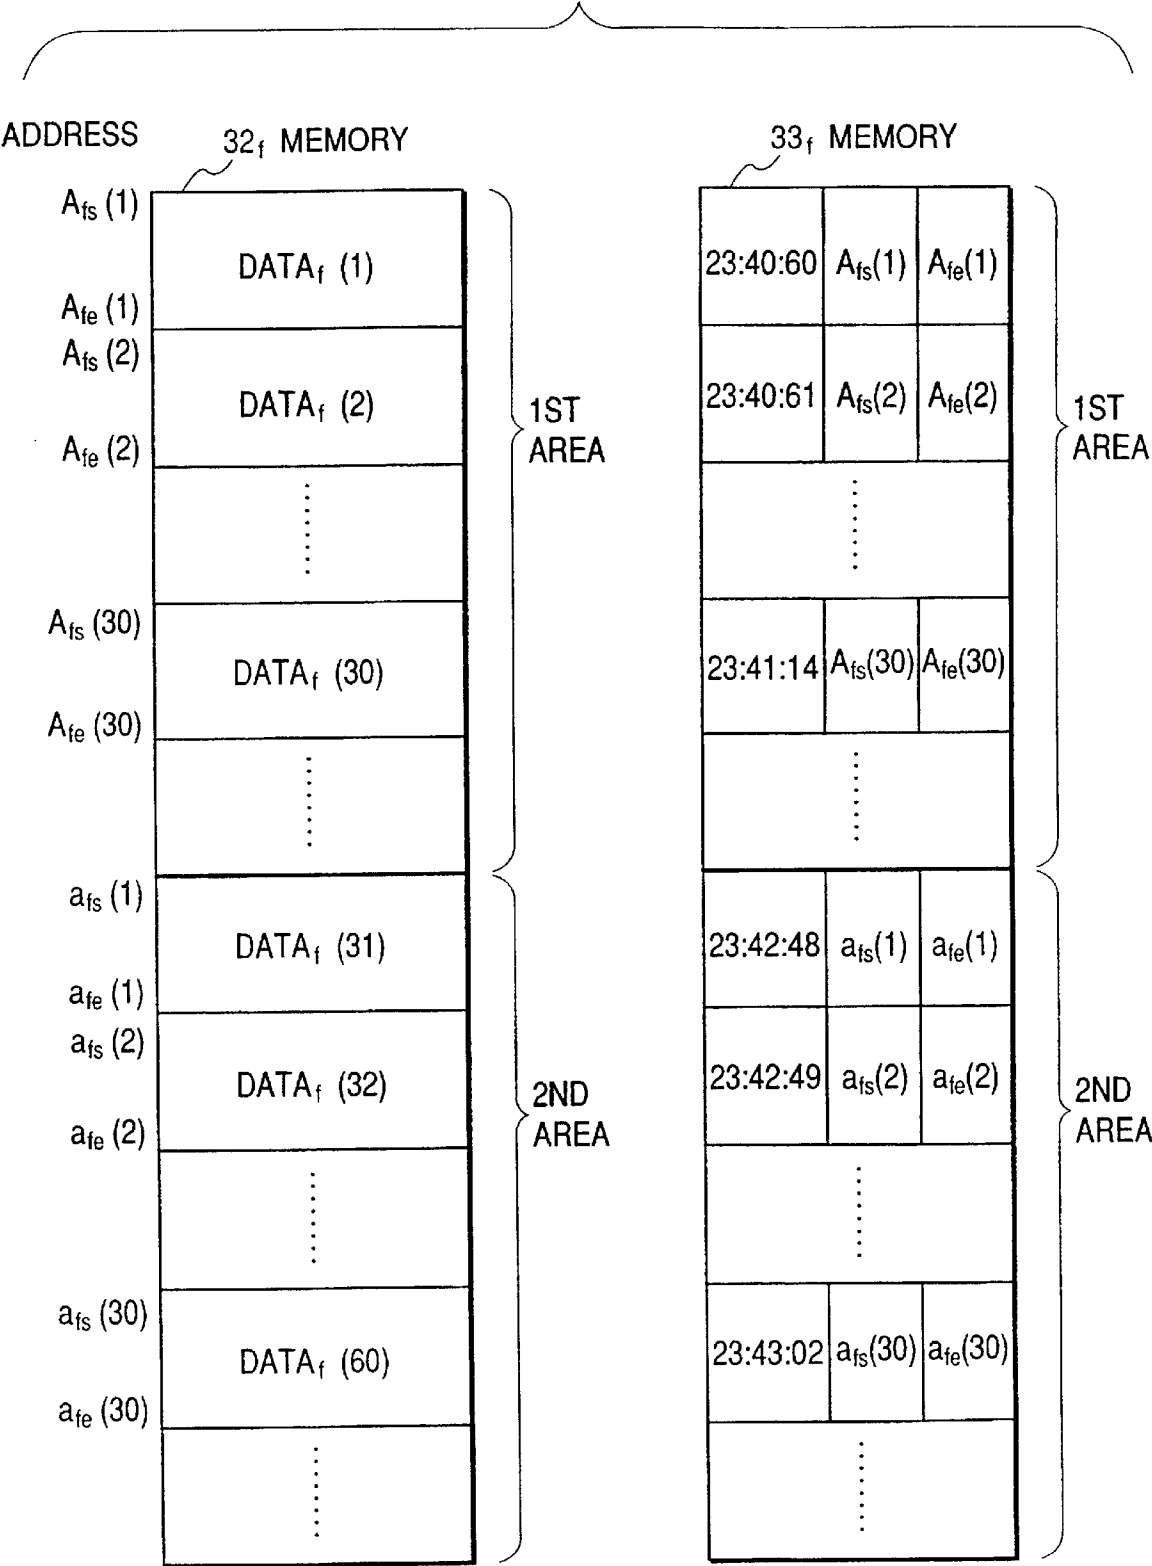 ADDRESS
32f MEMORY
33f MEMORY
Afs (1)
DATAf (1)
Afe (1)
23:40:60 Afs(1) Afe(1)
Afs (2)
DATAf (2)
Afe (2)
23:40:61 Afs(2) Afe(2)
1ST
AREA
1ST
AREA
Afs (30)
DATAf (30)
Afe (30)
23:41:14 Afs(30) Afe(30)
afs (1)
DATAf (31)
afe (1)
23:42:48 afs(1) afe(1)
afs (2)
DATAf (32)
afe (2)
23:42:49 afs(2) afe(2)
2ND
AREA
2ND
AREA
afs (30)
DATAf (60)
afe (30)
23:43:02 afs(30) afe(30)